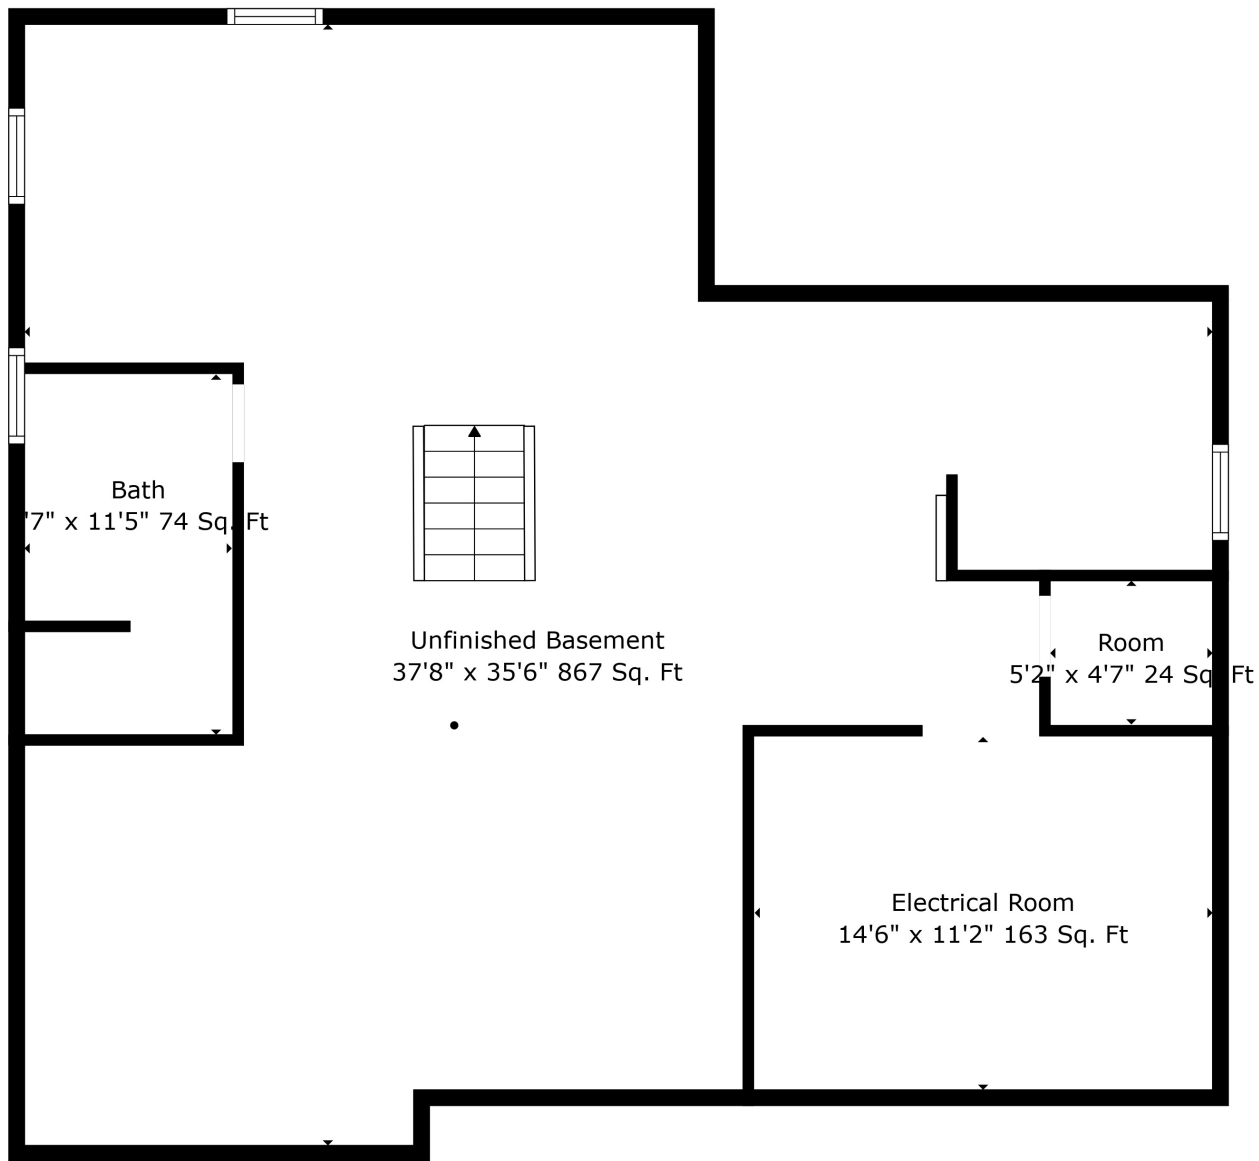 Bath
'7" x 11'5" 74 Sq. Ft
Unfinished Basement
37'8" x 35'6" 867 Sq. Ft
Room
5'2" x 4'7" 24 Sq. Ft
Electrical Room
14'6" x 11'2" 163 Sq. Ft